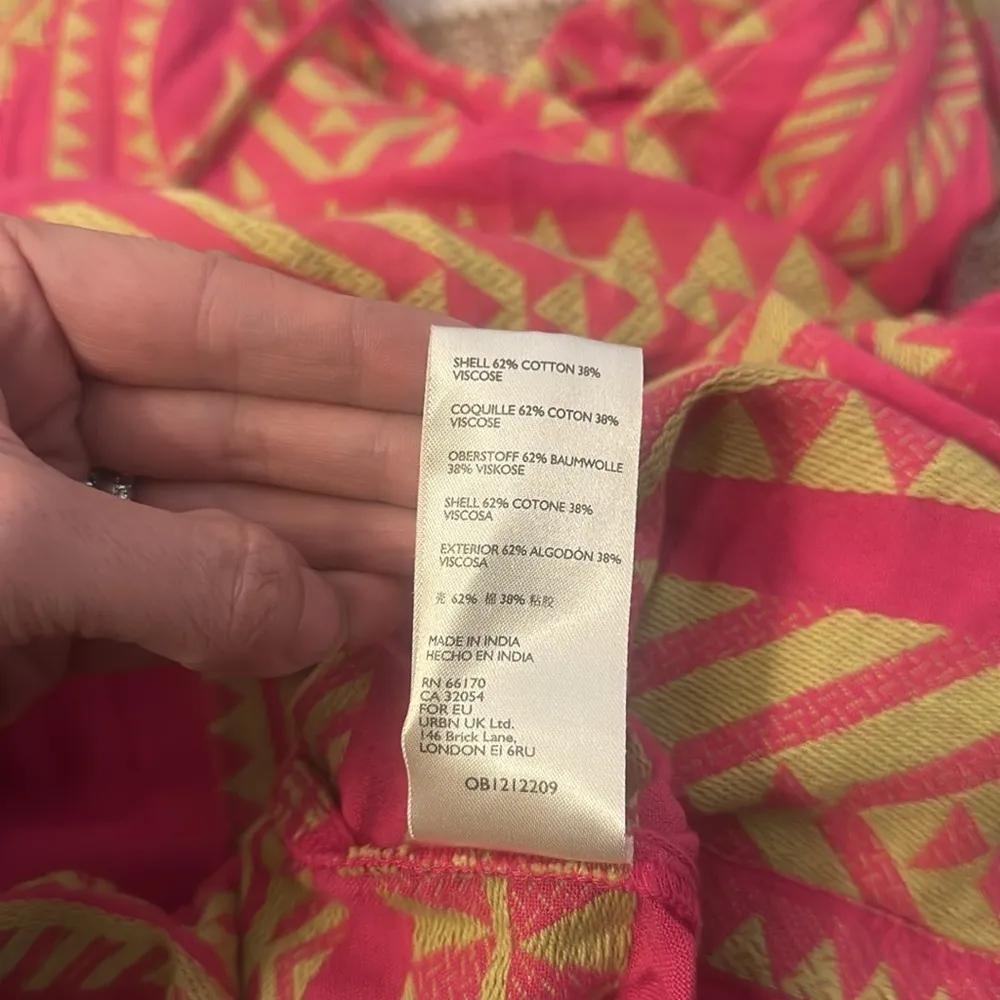 SHELL 62% COTTON 38%
VISCOSE
COQUILLE 62% COTON 38%
VISCOSE
OBERSTOFF 62% BAUMWOLLE
38% VISKOSE
SHELL 62% COTONE 38%
VISCOSA
EXTERIOR 62% ALGODÓN 38%
VISCOSA
壳 62% 棉 38% 粘胶
MADE IN INDIA
HECHO EN INDIA
RN 66170
CA 32054
FOR EU
URBN UK Ltd.
146 Brick Lane,
LONDON E1 6RU
OB1212209